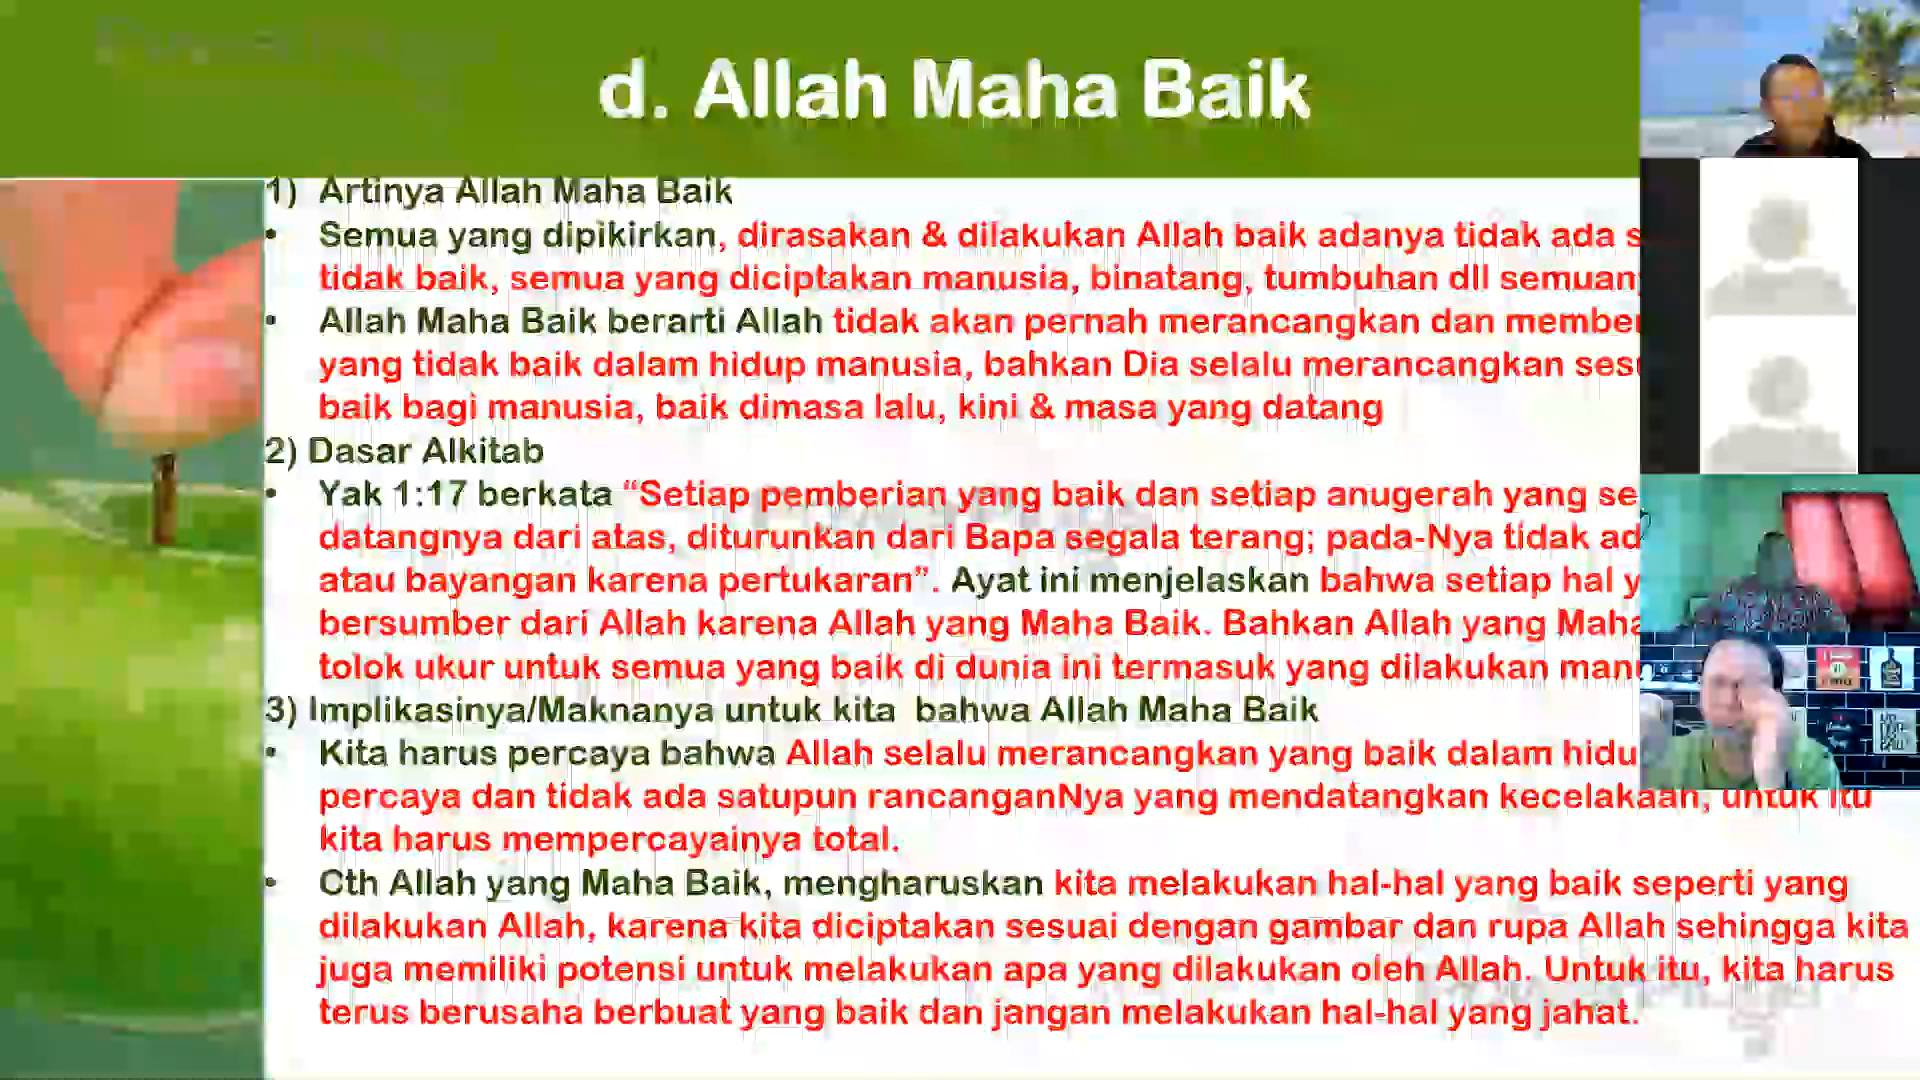 d. Allah Maha Baik
1) Artinya Allah Maha Baik
• Semua yang dipikirkan, dirasakan & dilakukan Allah baik adanya tidak ada
tidak baik, semua yang diciptakan manusia, binatang, tumbuhan dll
• Allah Maha Baik berarti Allah tidak akan pernah merancangkan dan
yang tidak baik dalam hidup manusia, bahkan Dia selalu merancangkan
baik bagi manusia, baik dimasa lalu, kini & masa yang datang
2) Dasar Alkitab
• Yak 1:17 berkata “Setiap pemberian yang baik dan setiap anugerah yang
datangnya dari atas, diturunkan dari Bapa segala terang; pada-Nya tidak
atau bayangan karena pertukaran”. Ayat ini menjelaskan bahwa setiap hal
bersumber dari Allah karena Allah yang Maha Baik. Bahkan Allah yang Maha
tolok ukur untuk semua yang baik di dunia ini termasuk yang dilakukan
3) Implikasinya/Maknanya untuk kita bahwa Allah Maha Baik
• Kita harus percaya bahwa Allah selalu merancangkan yang baik dalam
percaya dan tidak ada satupun rancanganNya yang mendatangkan kecelakaan, untuk itu
kita harus mempercayainya total.
• Cth Allah yang Maha Baik, mengharuskan kita melakukan hal-hal yang baik seperti yang
dilakukan Allah, karena kita diciptakan sesuai dengan gambar dan rupa Allah sehingga kita
juga memiliki potensi untuk melakukan apa yang dilakukan oleh Allah. Untuk itu, kita harus
terus berusaha berbuat yang baik dan jangan melakukan hal-hal yang jahat.